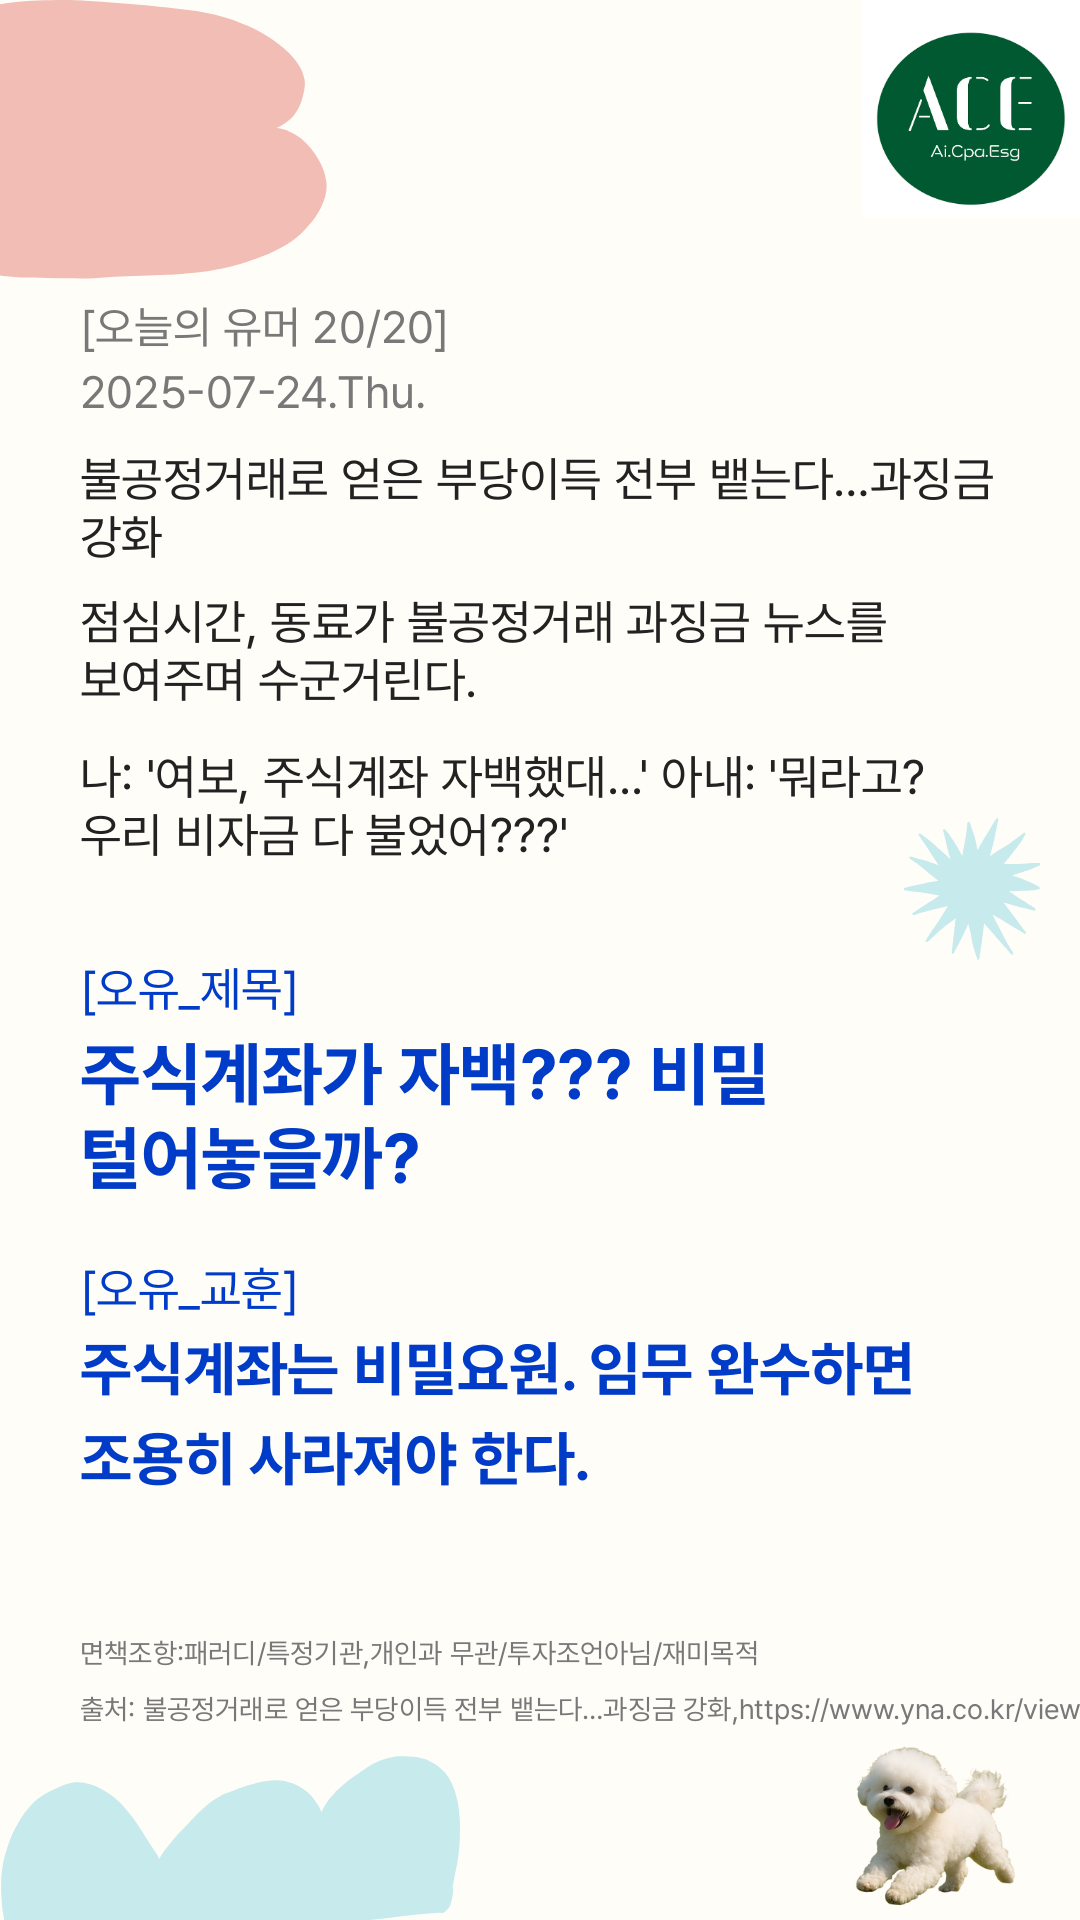 ACE
Ai.Cpa.Esg
[오늘의 유머 20/20]
2025-07-24.Thu.
불공정거래로 얻은 부당이득 전부 뱉는다…과징금
강화
점심시간, 동료가 불공정거래 과징금 뉴스를
보여주며 수군거린다.
나: '여보, 주식계좌 자백했대...' 아내: '뭐라고?
우리 비자금 다 불었어???'
[오유_제목]
주식계좌가 자백??? 비밀
털어놓을까?
[오유_교훈]
주식계좌는 비밀요원. 임무 완수하면
조용히 사라져야 한다.
면책조항:패러디/특정기관,개인과 무관/투자조언아님/재미목적
출처: 불공정거래로 얻은 부당이득 전부 뱉는다…과징금 강화,https://www.yna.co.kr/view